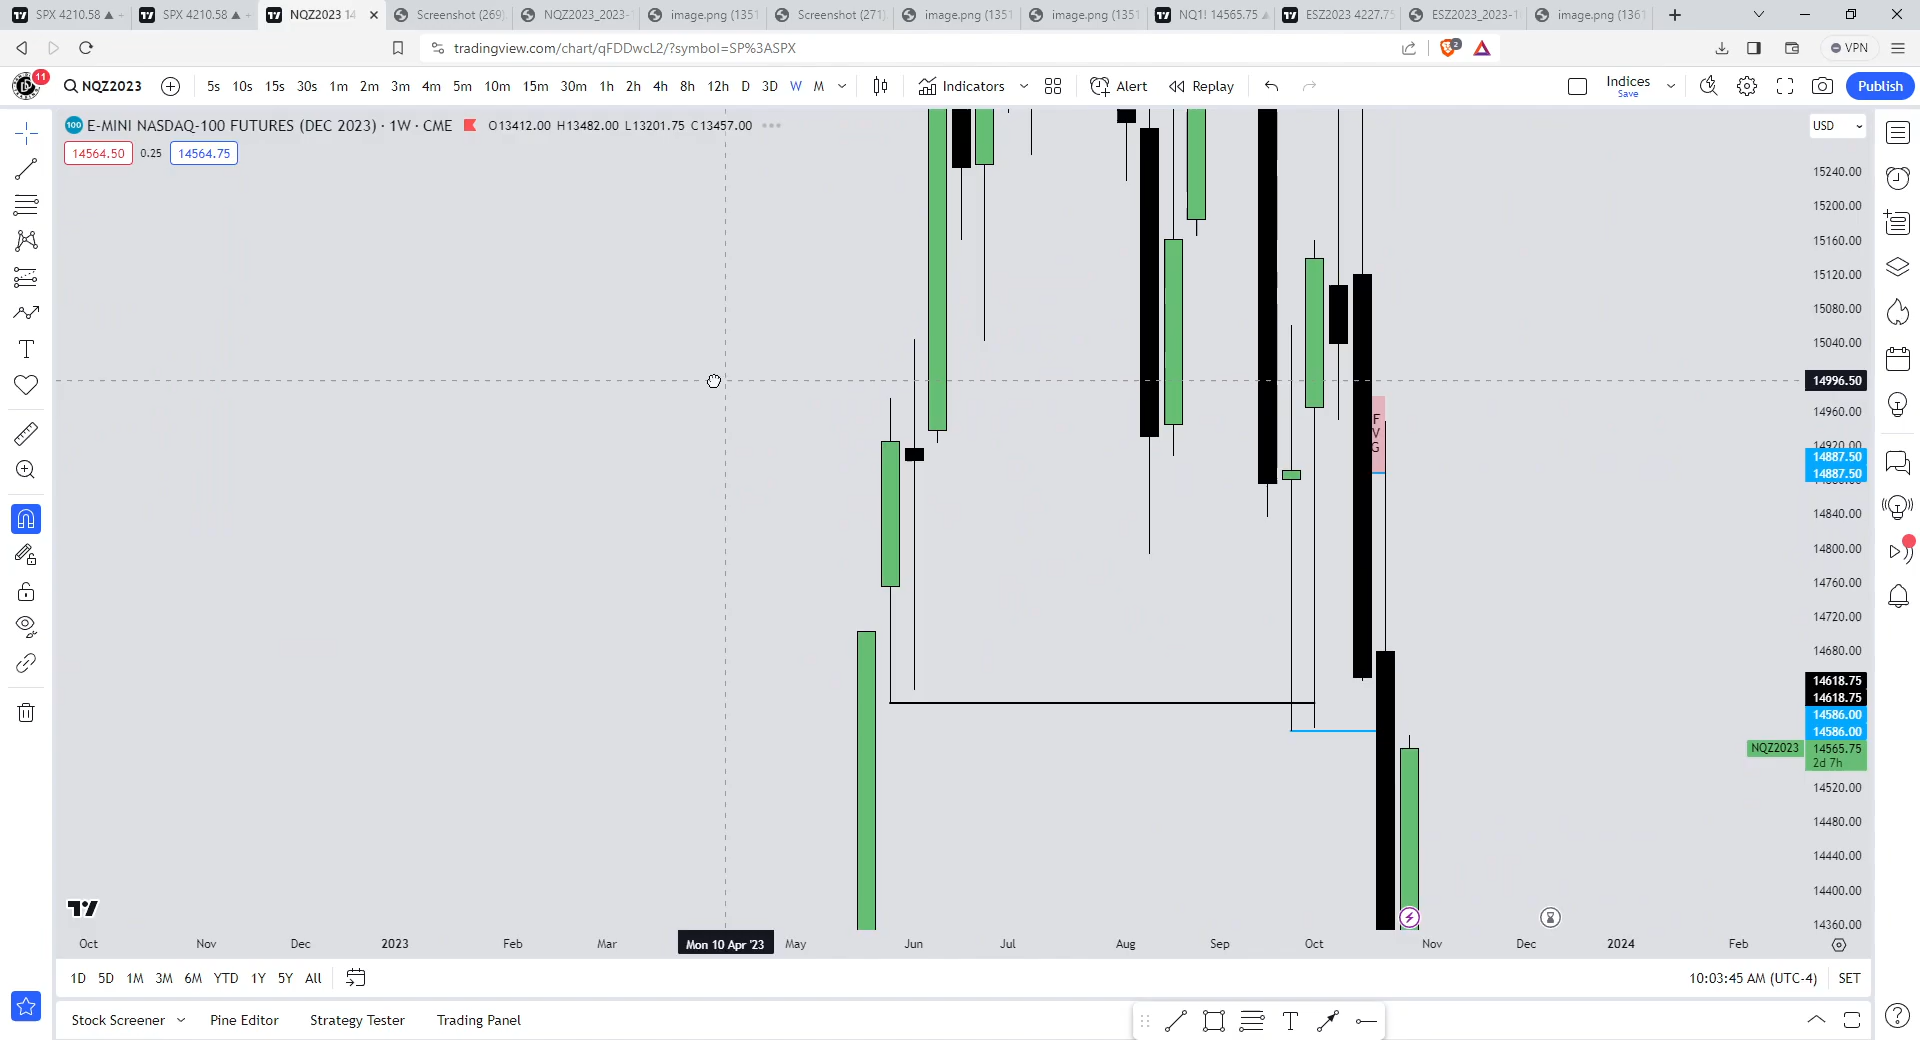 SPX 4210.58 ▲
SPX 4210.58 ▲
NQZ2023 14
Screenshot (269)
NQZ2023_2023-1
image.png (1351
Screenshot (271)
image.png (1351
image.png (1351
NQ1! 14565.75
ESZ2023 4227.75
ESZ2023_2023-1
image.png (1361
tradingview.com/chart/qFDDwcL2/?symbol=SP%3ASPX
2
VPN
11
NQZ2023
5s 10s 15s 30s 1m 2m 3m 4m 5m 10m 15m 30m 1h 2h 4h 8h 12h D 3D W M
Indicators
Alert
Replay
Indices
Save
Publish
100 E-MINI NASDAQ-100 FUTURES (DEC 2023) · 1W · CME O13412.00 H13482.00 L13201.75 C13457.00
USD
14564.50 0.25 14564.75
15240.00
15200.00
15160.00
15120.00
15080.00
15040.00
14996.50
14960.00
F
V
G
14920.00
14887.50
14887.50
14840.00
14800.00
14760.00
14720.00
14680.00
14618.75
14618.75
14586.00
14586.00
NQZ2023 14565.75
2d 7h
14520.00
14480.00
14440.00
14400.00
14360.00
Oct Nov Dec 2023 Feb Mar Mon 10 Apr '23 May Jun Jul Aug Sep Oct Nov Dec 2024 Feb
1D 5D 1M 3M 6M YTD 1Y 5Y All
10:03:45 AM (UTC-4) SET
Stock Screener Pine Editor Strategy Tester Trading Panel